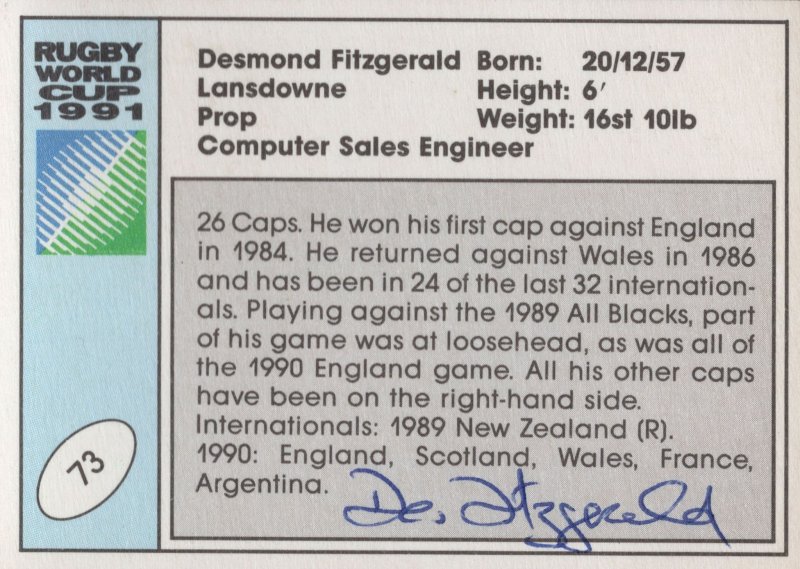 RUGBY
WORLD
CUP
1991
Desmond Fitzgerald Born: 20/12/57
Lansdowne Height: 6′
Prop Weight: 16st 10lb
Computer Sales Engineer
26 Caps. He won his first cap against England
in 1984. He returned against Wales in 1986
and has been in 24 of the last 32 internation-
als. Playing against the 1989 All Blacks, part
of his game was at loosehead, as was all of
the 1990 England game. All his other caps
have been on the right-hand side.
Internationals: 1989 New Zealand (R).
1990: England, Scotland, Wales, France,
Argentina.
Des. Fitzgerald
73